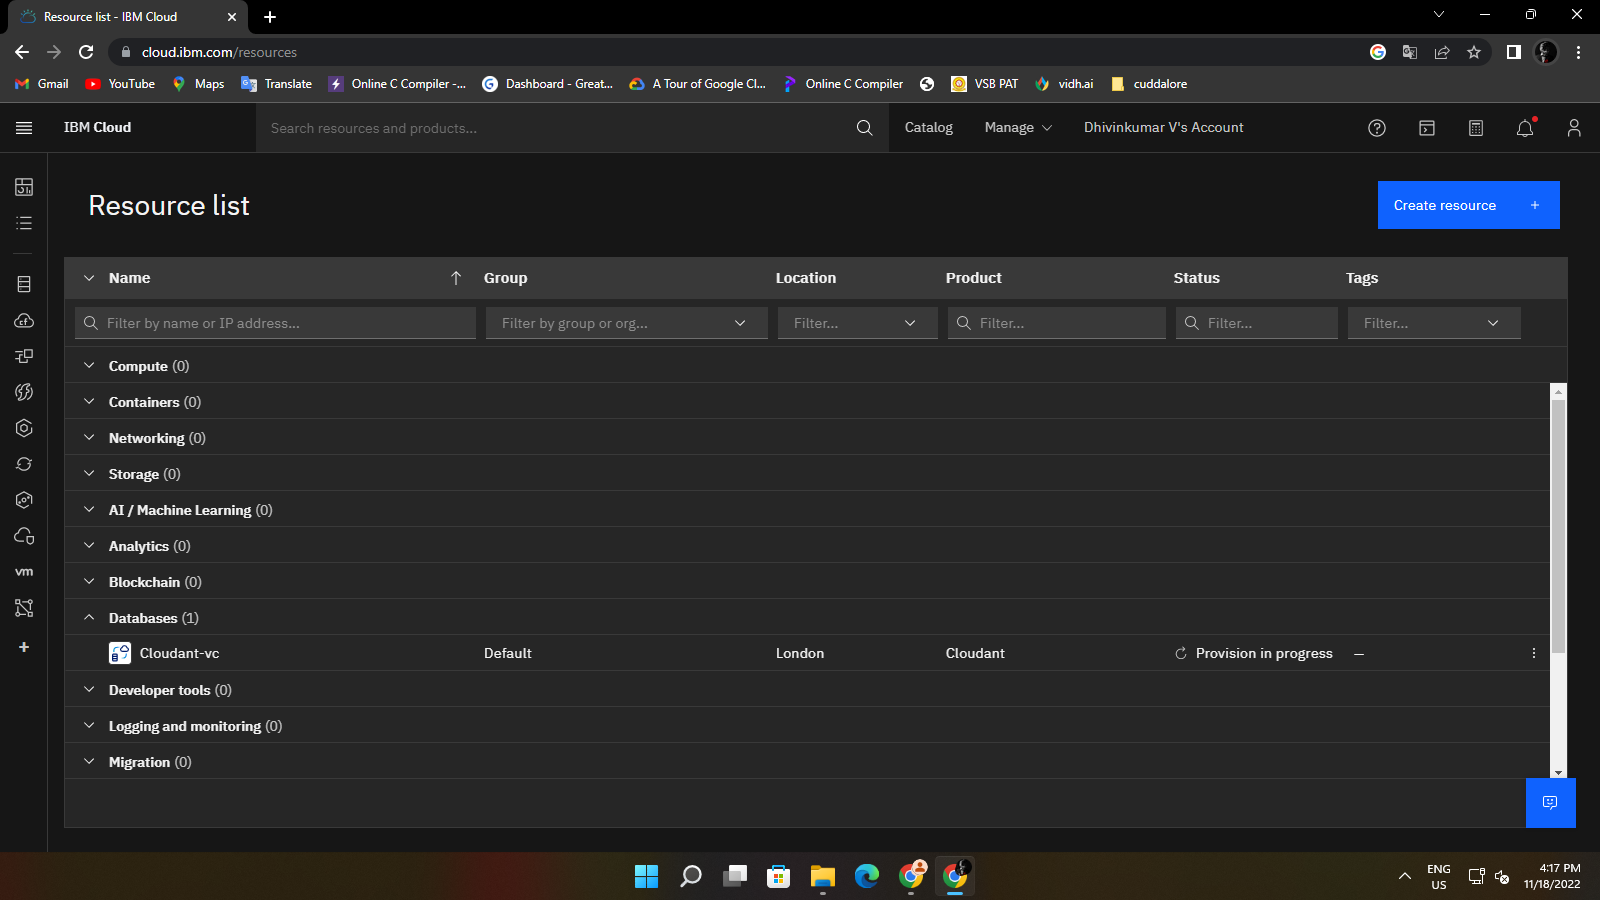 Resource list - IBM Cloud
cloud.ibm.com/resources
Gmail YouTube Maps Translate Online C Compiler -... Dashboard - Great... A Tour of Google Cl... Online C Compiler VSB PAT vidh.ai cuddalore
IBM Cloud Search resources and products... Catalog Manage Dhivinkumar V's Account
Resource list
Create resource +
Name Group Location Product Status Tags
Filter by name or IP address... Filter by group or org... Filter... Filter... Filter... Filter...
Compute (0)
Containers (0)
Networking (0)
Storage (0)
AI / Machine Learning (0)
Analytics (0)
Blockchain (0)
Databases (1)
Cloudant-vc Default London Cloudant Provision in progress –
Developer tools (0)
Logging and monitoring (0)
Migration (0)
vm
ENG
US
4:17 PM
11/18/2022